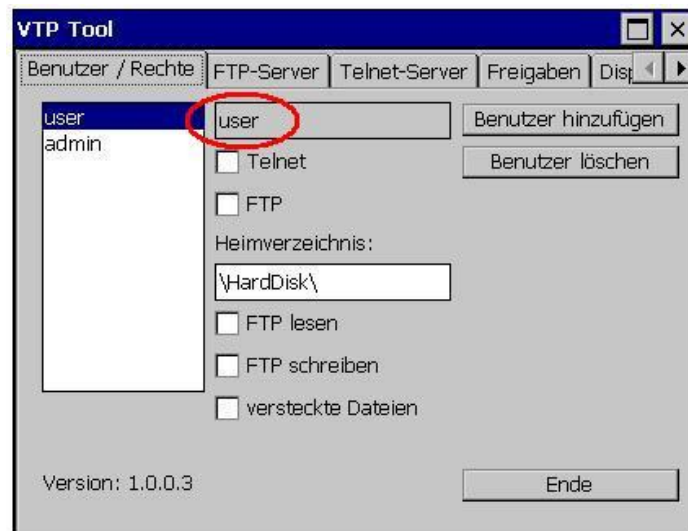 VTP Tool
Benutzer / Rechte FTP-Server Telnet-Server Freigaben
user
admin
user
Telnet
FTP
Heimverzeichnis:
\HardDisk\
FTP lesen
FTP schreiben
versteckte Dateien
Benutzer hinzufügen
Benutzer löschen
Version: 1.0.0.3
Ende